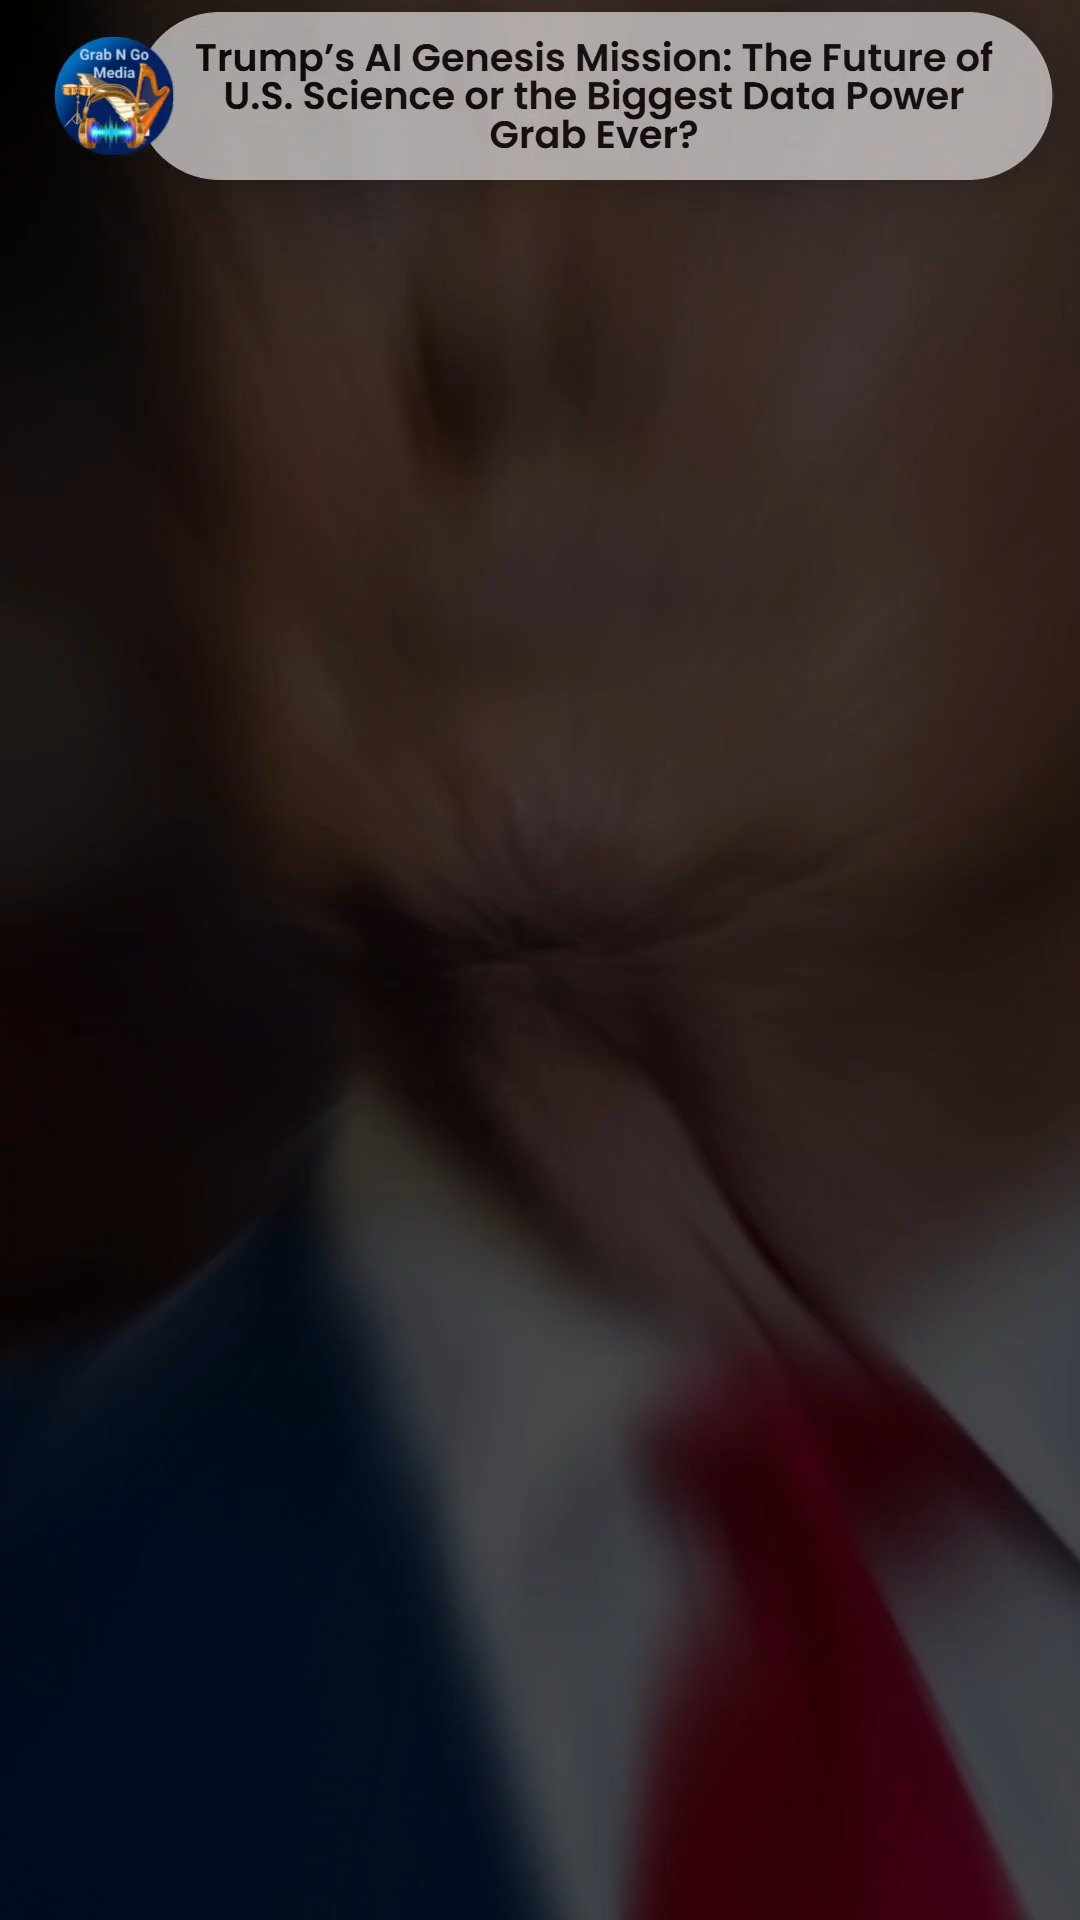 Grab N Go
Media
Trump’s AI Genesis Mission: The Future of
U.S. Science or the Biggest Data Power
Grab Ever?